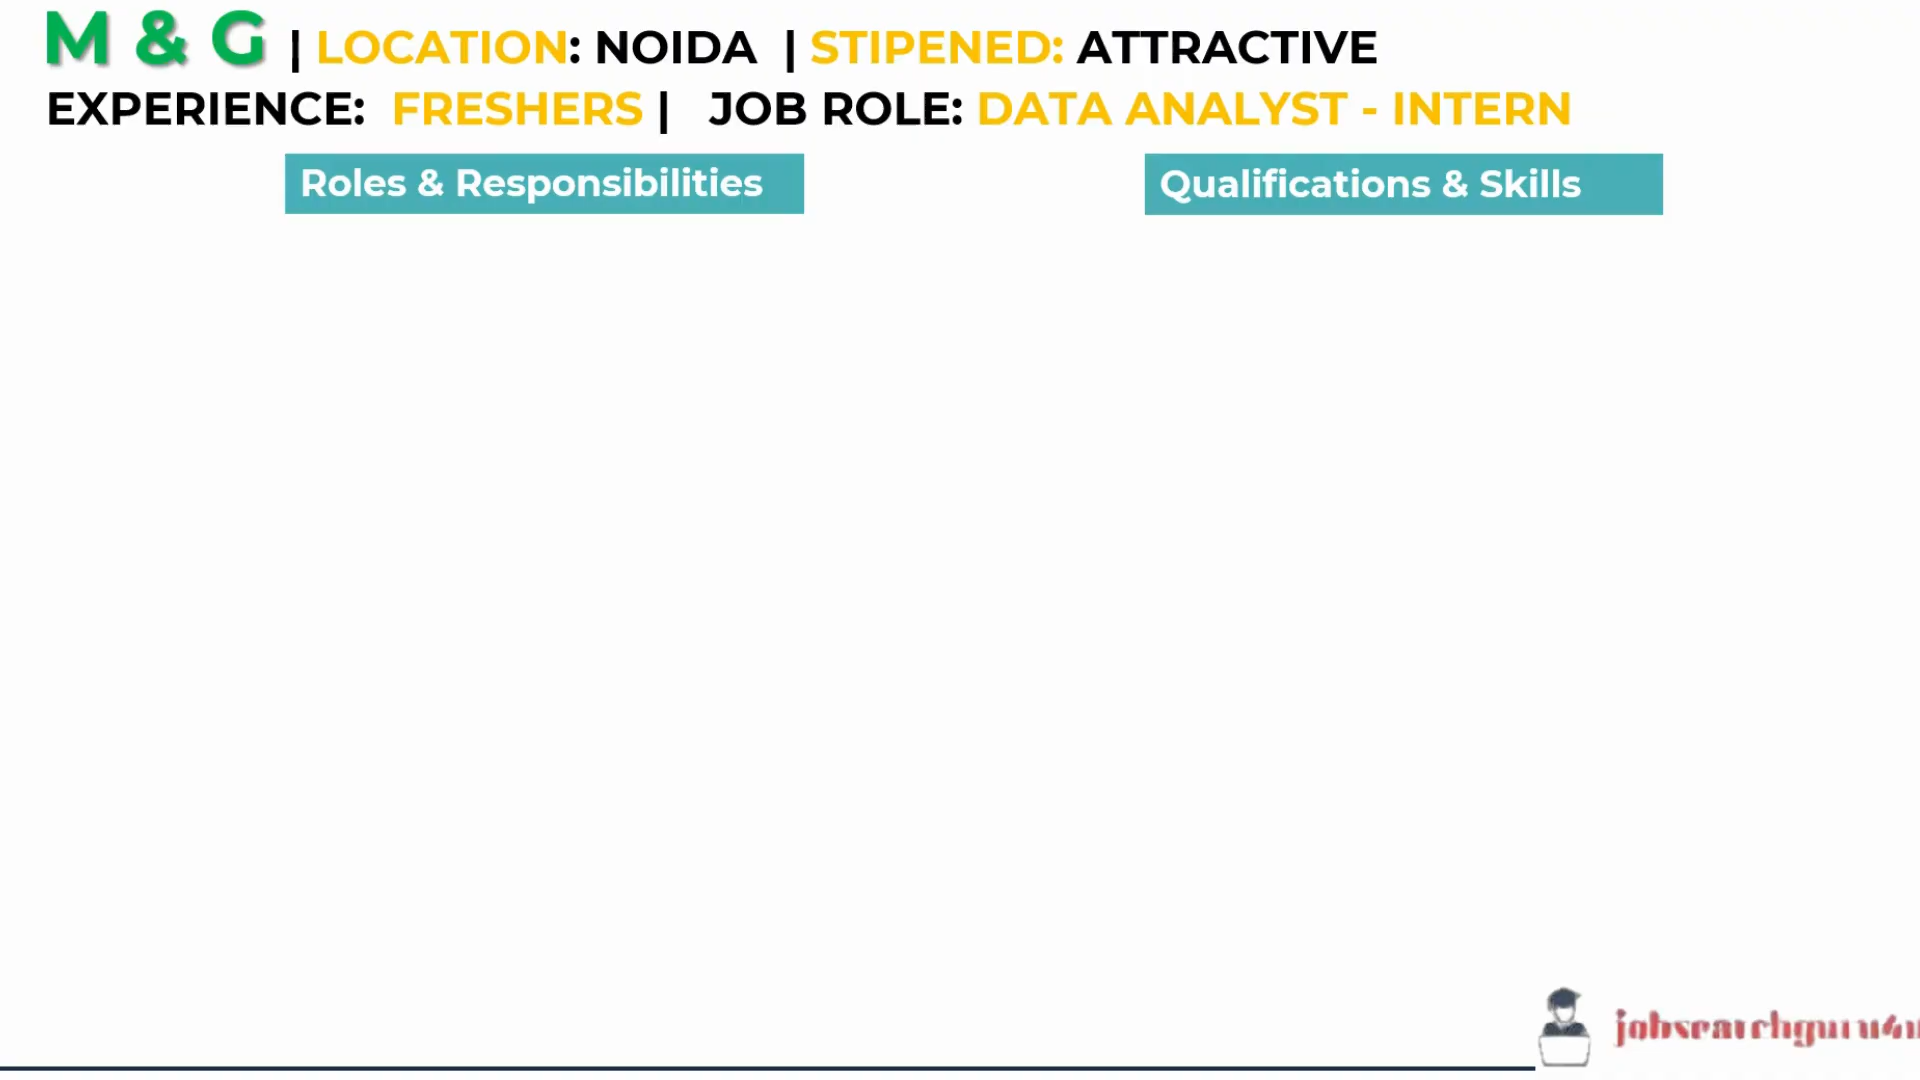 M & G | LOCATION: NOIDA | STIPENED: ATTRACTIVE
EXPERIENCE: FRESHERS | JOB ROLE: DATA ANALYST - INTERN
Roles & Responsibilities
Qualifications & Skills